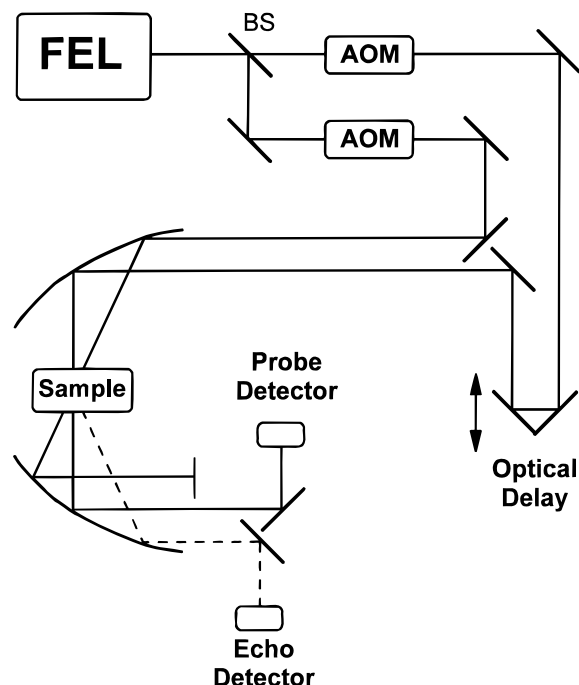 BS
FEL
AOM
AOM
Sample
Probe
Detector
Optical
Delay
Echo
Detector